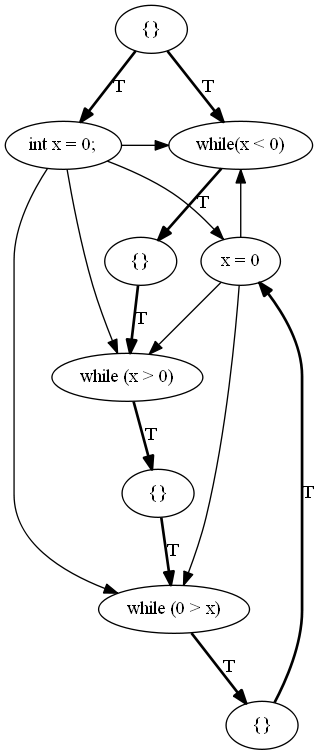 {}
T
T
int x = 0;
while(x < 0)
T
{}
x = 0
T
while (x > 0)
T
{}
T
T
while (0 > x)
T
{}